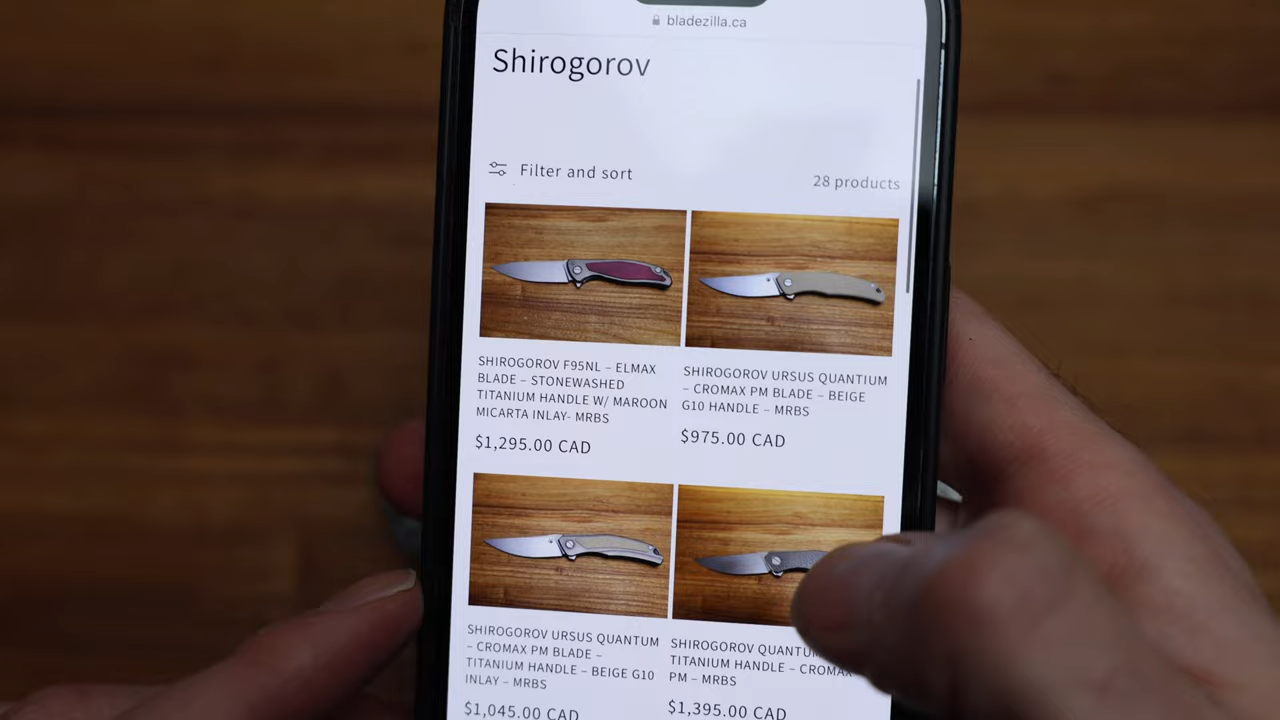 bladezilla.ca
Shirogorov
Filter and sort
28 products
SHIROGOROV F95NL – ELMAX
BLADE – STONEWASHED
TITANIUM HANDLE W/ MAROON
MICARTA INLAY- MRBS
$1,295.00 CAD
SHIROGOROV URSUS QUANTIUM
– CROMAX PM BLADE – BEIGE
G10 HANDLE – MRBS
$975.00 CAD
SHIROGOROV URSUS QUANTUM
– CROMAX PM BLADE –
TITANIUM HANDLE – BEIGE G10
INLAY – MRBS
$1,045.00 CAD
SHIROGOROV QUANTUM
TITANIUM HANDLE – CROMAX
PM – MRBS
$1,395.00 CAD